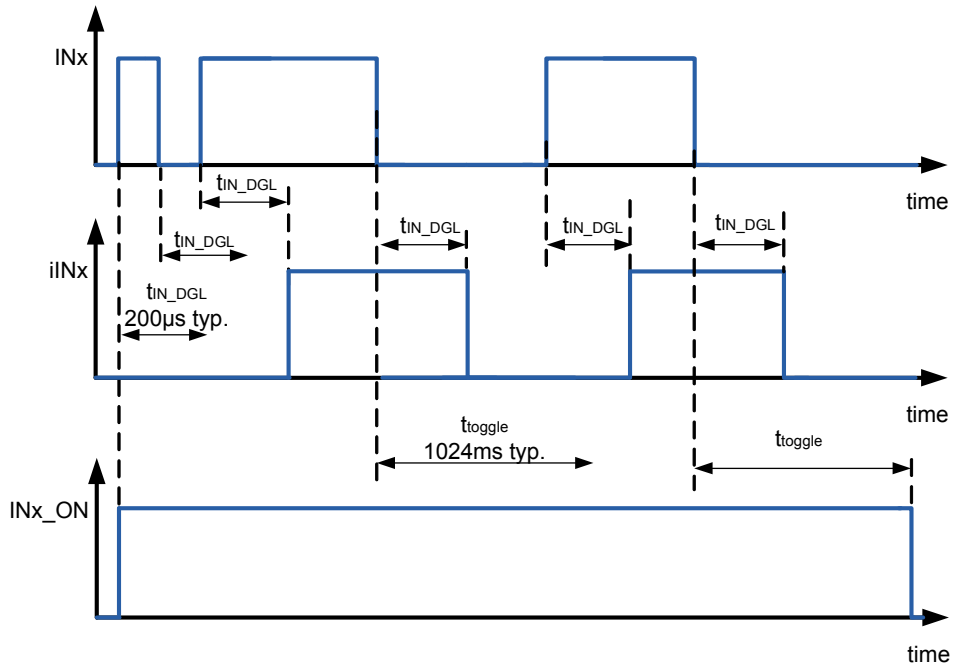 INx
time
tIN_DGL
tIN_DGL
tIN_DGL
tIN_DGL
tIN_DGL
iINx
tIN_DGL
200µs typ.
time
ttoggle
1024ms typ.
ttoggle
INx_ON
time